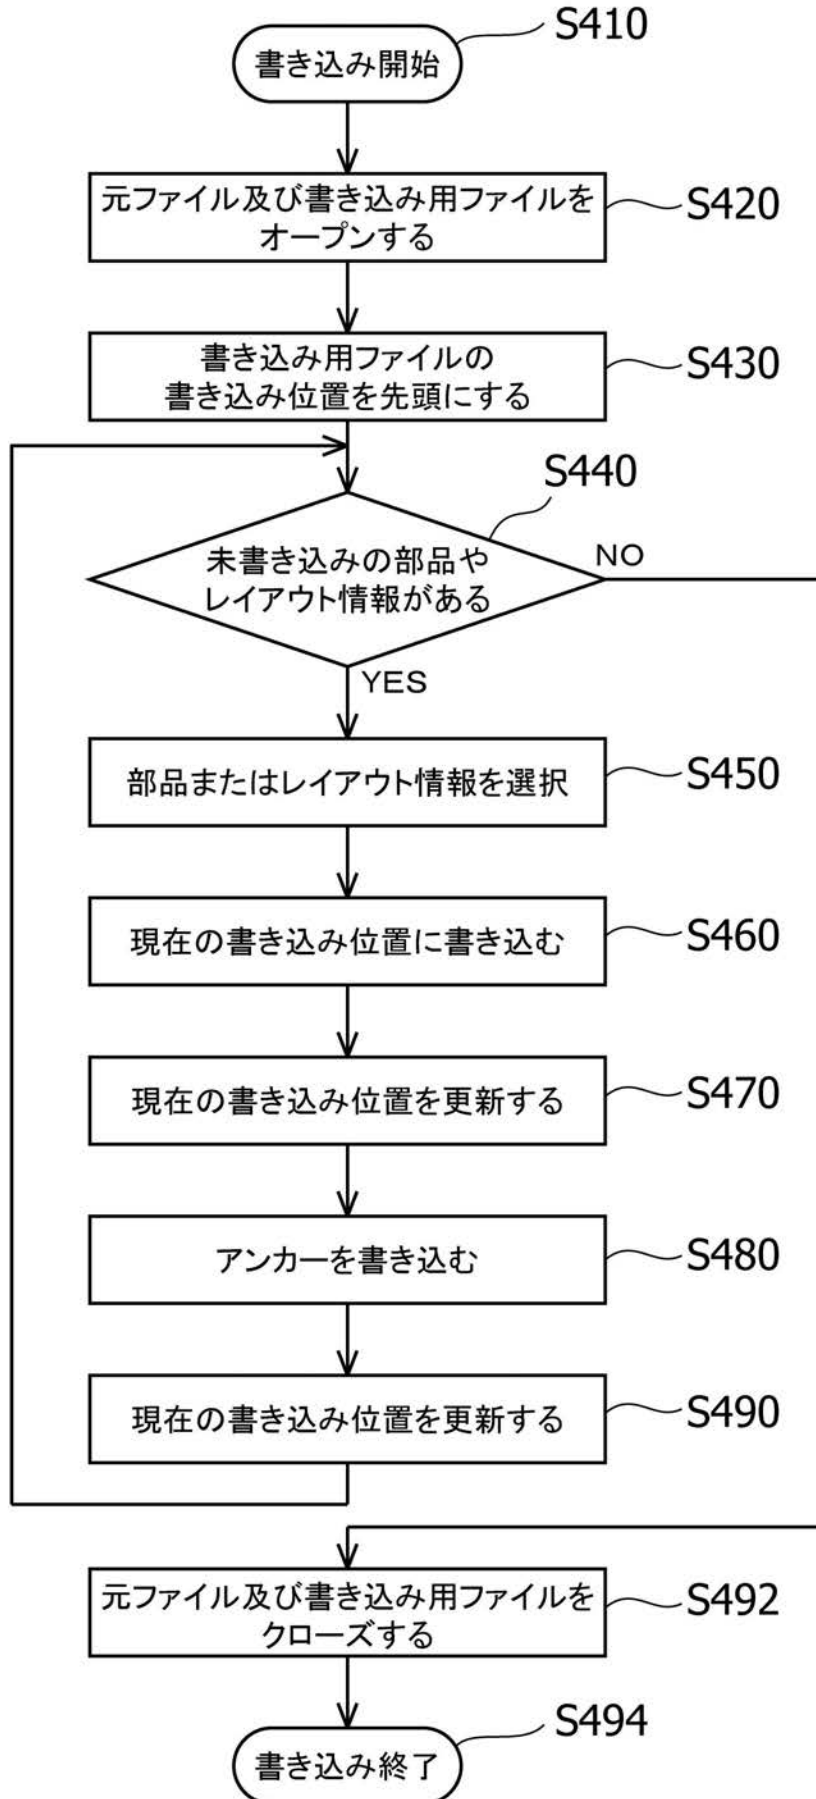 S410
書き込み開始
元ファイル及び書き込み用ファイルを
オープンする
S420
書き込み用ファイルの
書き込み位置を先頭にする
S430
S440
未書き込みの部品や
レイアウト情報がある
NO
YES
部品またはレイアウト情報を選択
S450
現在の書き込み位置に書き込む
S460
現在の書き込み位置を更新する
S470
アンカーを書き込む
S480
現在の書き込み位置を更新する
S490
元ファイル及び書き込み用ファイルを
クローズする
S492
S494
書き込み終了